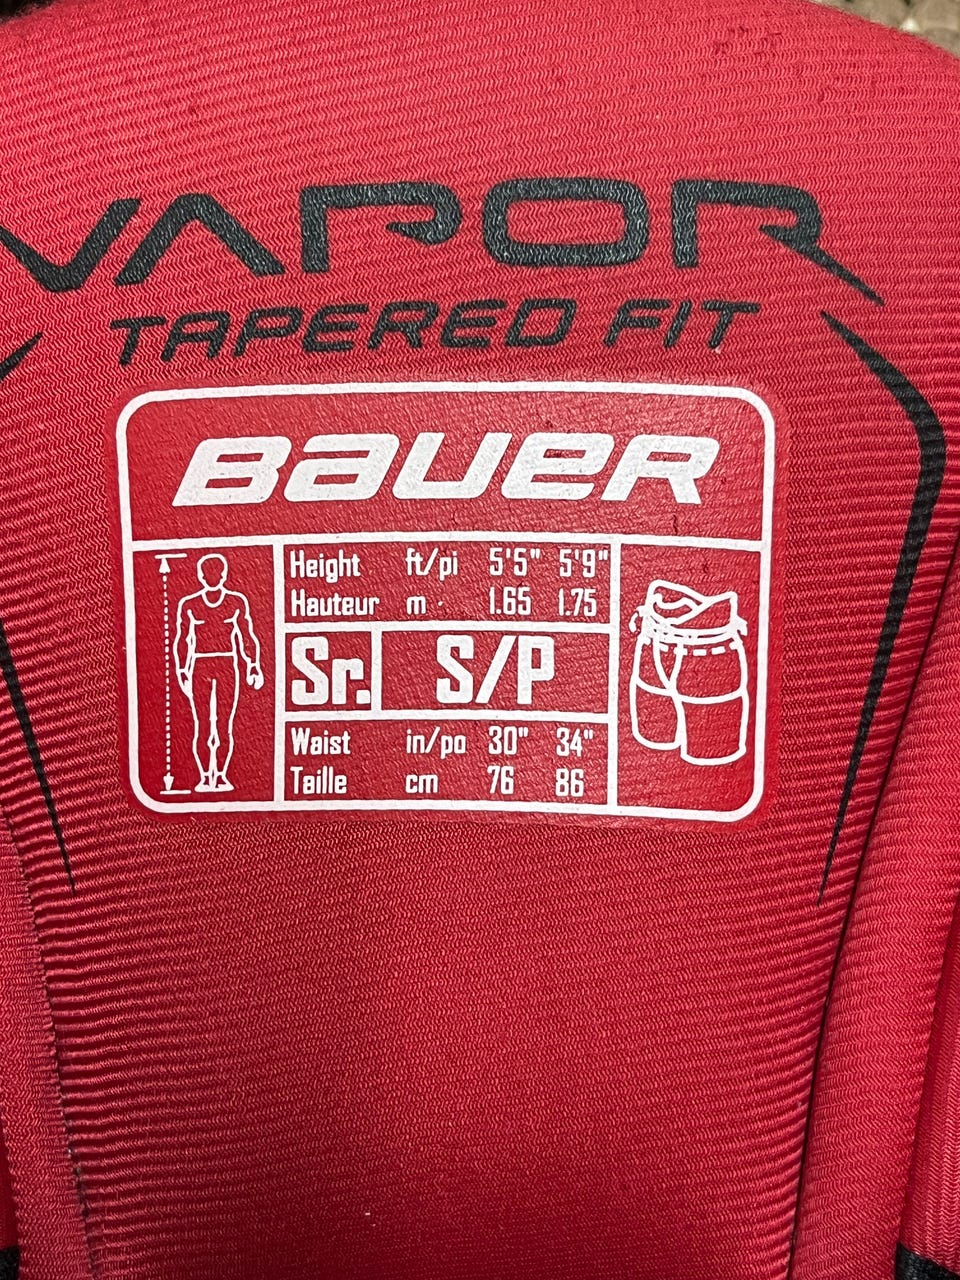 VAPOR
TAPERED FIT
BAUER
Height ft/pi 5'5" 5'9"
Hauteur m 1.65 1.75
Sr. S/P
Waist in/po 30" 34"
Taille cm 76 86